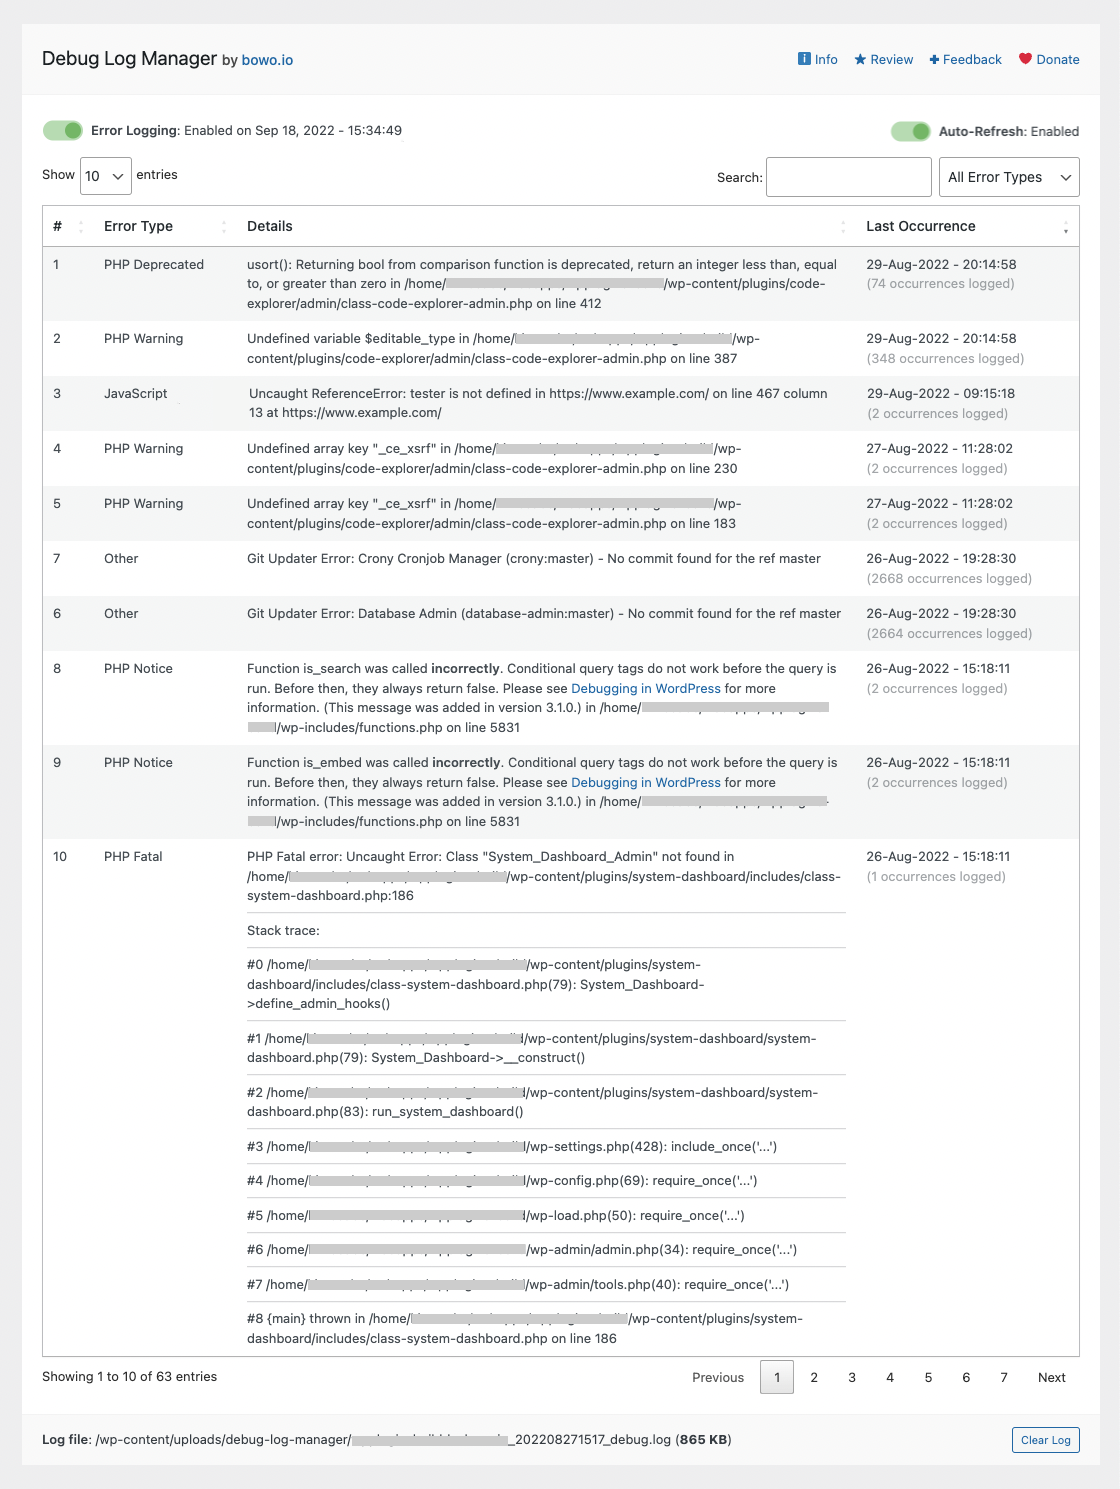 Debug Log Manager by bowo.io
Info Review Feedback Donate
Error Logging: Enabled on Sep 18, 2022 - 15:34:49
Auto-Refresh: Enabled
Show 10 entries
Search: All Error Types
# Error Type Details Last Occurrence
1 PHP Deprecated usort(): Returning bool from comparison function is deprecated, return an integer less than, equal 29-Aug-2022 - 20:14:58
to, or greater than zero in /home/ /wp-content/plugins/code- (74 occurrences logged)
explorer/admin/class-code-explorer-admin.php on line 412
2 PHP Warning Undefined variable $editable_type in /home/ /wp- 29-Aug-2022 - 20:14:58
content/plugins/code-explorer/admin/class-code-explorer-admin.php on line 387 (348 occurrences logged)
3 JavaScript Uncaught ReferenceError: tester is not defined in https://www.example.com/ on line 467 column 29-Aug-2022 - 09:15:18
13 at https://www.example.com/ (2 occurrences logged)
4 PHP Warning Undefined array key "_ce_xsrf" in /home/ /wp- 27-Aug-2022 - 11:28:02
content/plugins/code-explorer/admin/class-code-explorer-admin.php on line 230 (2 occurrences logged)
5 PHP Warning Undefined array key "_ce_xsrf" in /home/ /wp- 27-Aug-2022 - 11:28:02
content/plugins/code-explorer/admin/class-code-explorer-admin.php on line 183 (2 occurrences logged)
7 Other Git Updater Error: Crony Cronjob Manager (crony:master) - No commit found for the ref master 26-Aug-2022 - 19:28:30
(2668 occurrences logged)
6 Other Git Updater Error: Database Admin (database-admin:master) - No commit found for the ref master 26-Aug-2022 - 19:28:30
(2664 occurrences logged)
8 PHP Notice Function is_search was called incorrectly. Conditional query tags do not work before the query is 26-Aug-2022 - 15:18:11
run. Before then, they always return false. Please see Debugging in WordPress for more (2 occurrences logged)
information. (This message was added in version 3.1.0.) in /home/
/wp-includes/functions.php on line 5831
9 PHP Notice Function is_embed was called incorrectly. Conditional query tags do not work before the query is 26-Aug-2022 - 15:18:11
run. Before then, they always return false. Please see Debugging in WordPress for more (2 occurrences logged)
information. (This message was added in version 3.1.0.) in /home/
/wp-includes/functions.php on line 5831
10 PHP Fatal PHP Fatal error: Uncaught Error: Class "System_Dashboard_Admin" not found in 26-Aug-2022 - 15:18:11
/home/ /wp-content/plugins/system-dashboard/includes/class- (1 occurrences logged)
system-dashboard.php:186
Stack trace:
#0 /home/ /wp-content/plugins/system-
dashboard/includes/class-system-dashboard.php(79): System_Dashboard-
>define_admin_hooks()
#1 /home/ /wp-content/plugins/system-dashboard/system-
dashboard.php(79): System_Dashboard->__construct()
#2 /home/ /wp-content/plugins/system-dashboard/system-
dashboard.php(83): run_system_dashboard()
#3 /home/ /wp-settings.php(428): include_once('...')
#4 /home/ /wp-config.php(69): require_once('...')
#5 /home/ /wp-load.php(50): require_once('...')
#6 /home/ /wp-admin/admin.php(34): require_once('...')
#7 /home/ /wp-admin/tools.php(40): require_once('...')
#8 {main} thrown in /home/ /wp-content/plugins/system-
dashboard/includes/class-system-dashboard.php on line 186
Showing 1 to 10 of 63 entries
Previous 1 2 3 4 5 6 7 Next
Log file: /wp-content/uploads/debug-log-manager/ _202208271517_debug.log (865 KB)
Clear Log